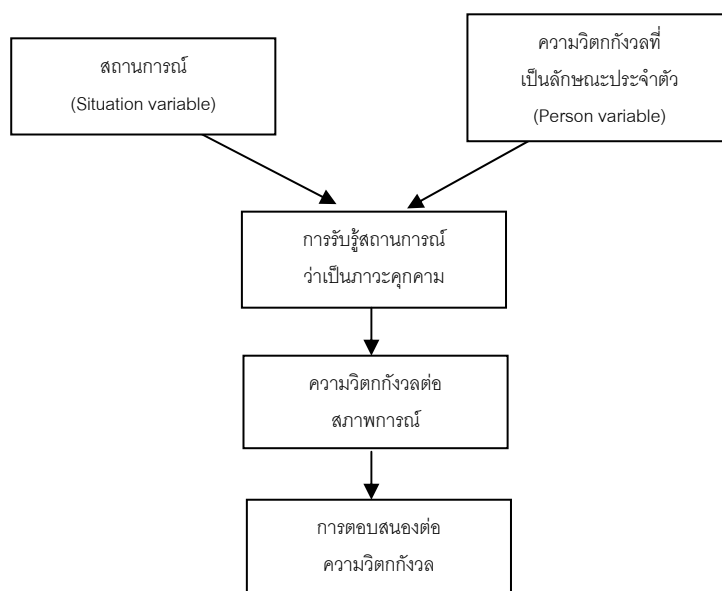 สถานการณ์
(Situation variable)
ความวิตกกังวลที่
เป็นลักษณะประจำตัว
(Person variable)
การรับรู้สถานการณ์
ว่าเป็นภาวะคุกคาม
ความวิตกกังวลต่อ
สภาพการณ์
การตอบสนองต่อ
ความวิตกกังวล